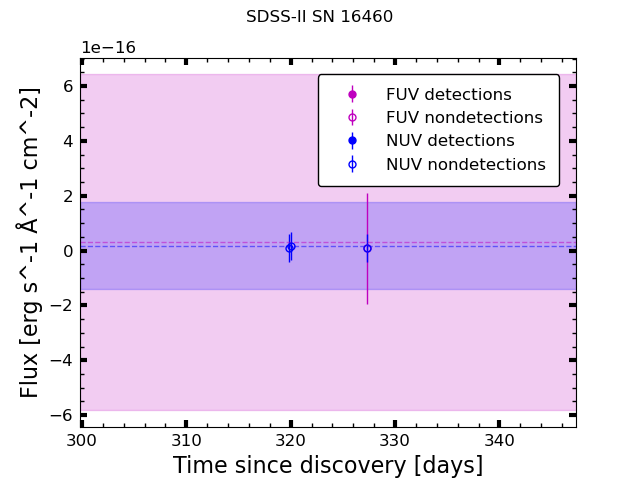 SDSS-II SN 16460
1e−16
FUV detections
FUV nondetections
NUV detections
NUV nondetections
6
4
2
0
−2
−4
−6
Flux [erg s^-1 Å^-1 cm^-2]
300
310
320
330
340
Time since discovery [days]